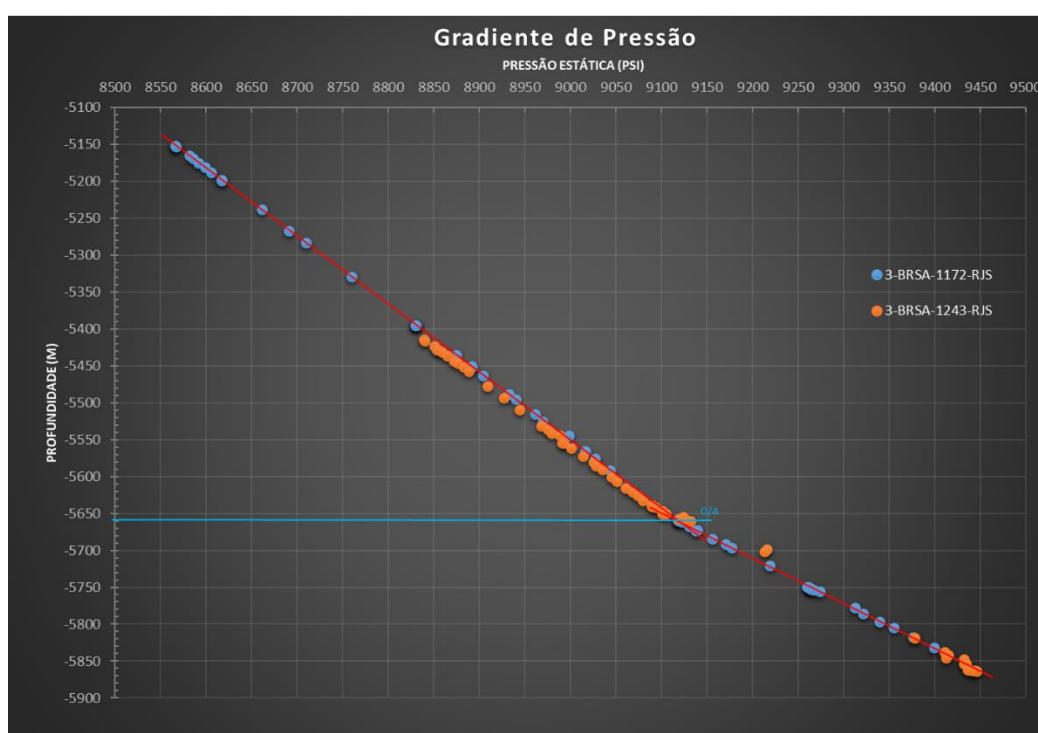 Gradiente de Pressão
PRESSÃO ESTÁTICA (PSI)
8500 8550 8600 8650 8700 8750 8800 8850 8900 8950 9000 9050 9100 9150 9200 9250 9300 9350 9400 9450 9500
-5100
-5150
-5200
-5250
-5300
-5350
-5400
-5450
-5500
-5550
-5600
-5650
-5700
-5750
-5800
-5850
-5900
PROFUNDIDADE (M)
3-BRSA-1172-RJS
3-BRSA-1243-RJS
O/A